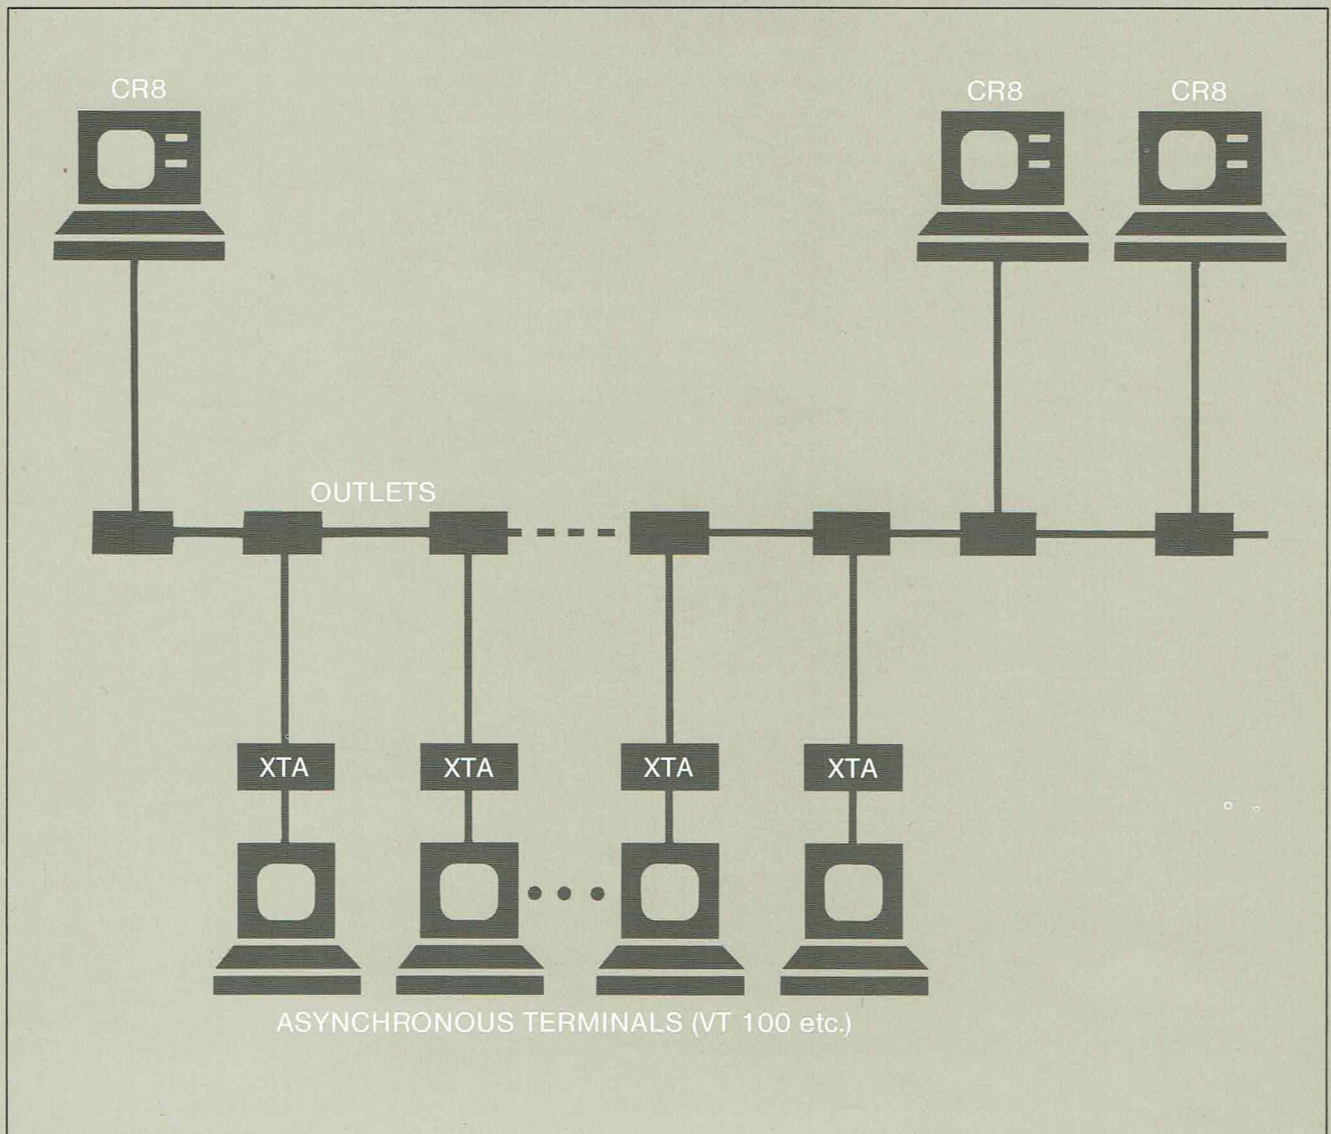 CR8
CR8
CR8
OUTLETS
XTA
XTA
XTA
XTA
ASYNCHRONOUS TERMINALS (VT 100 etc.)